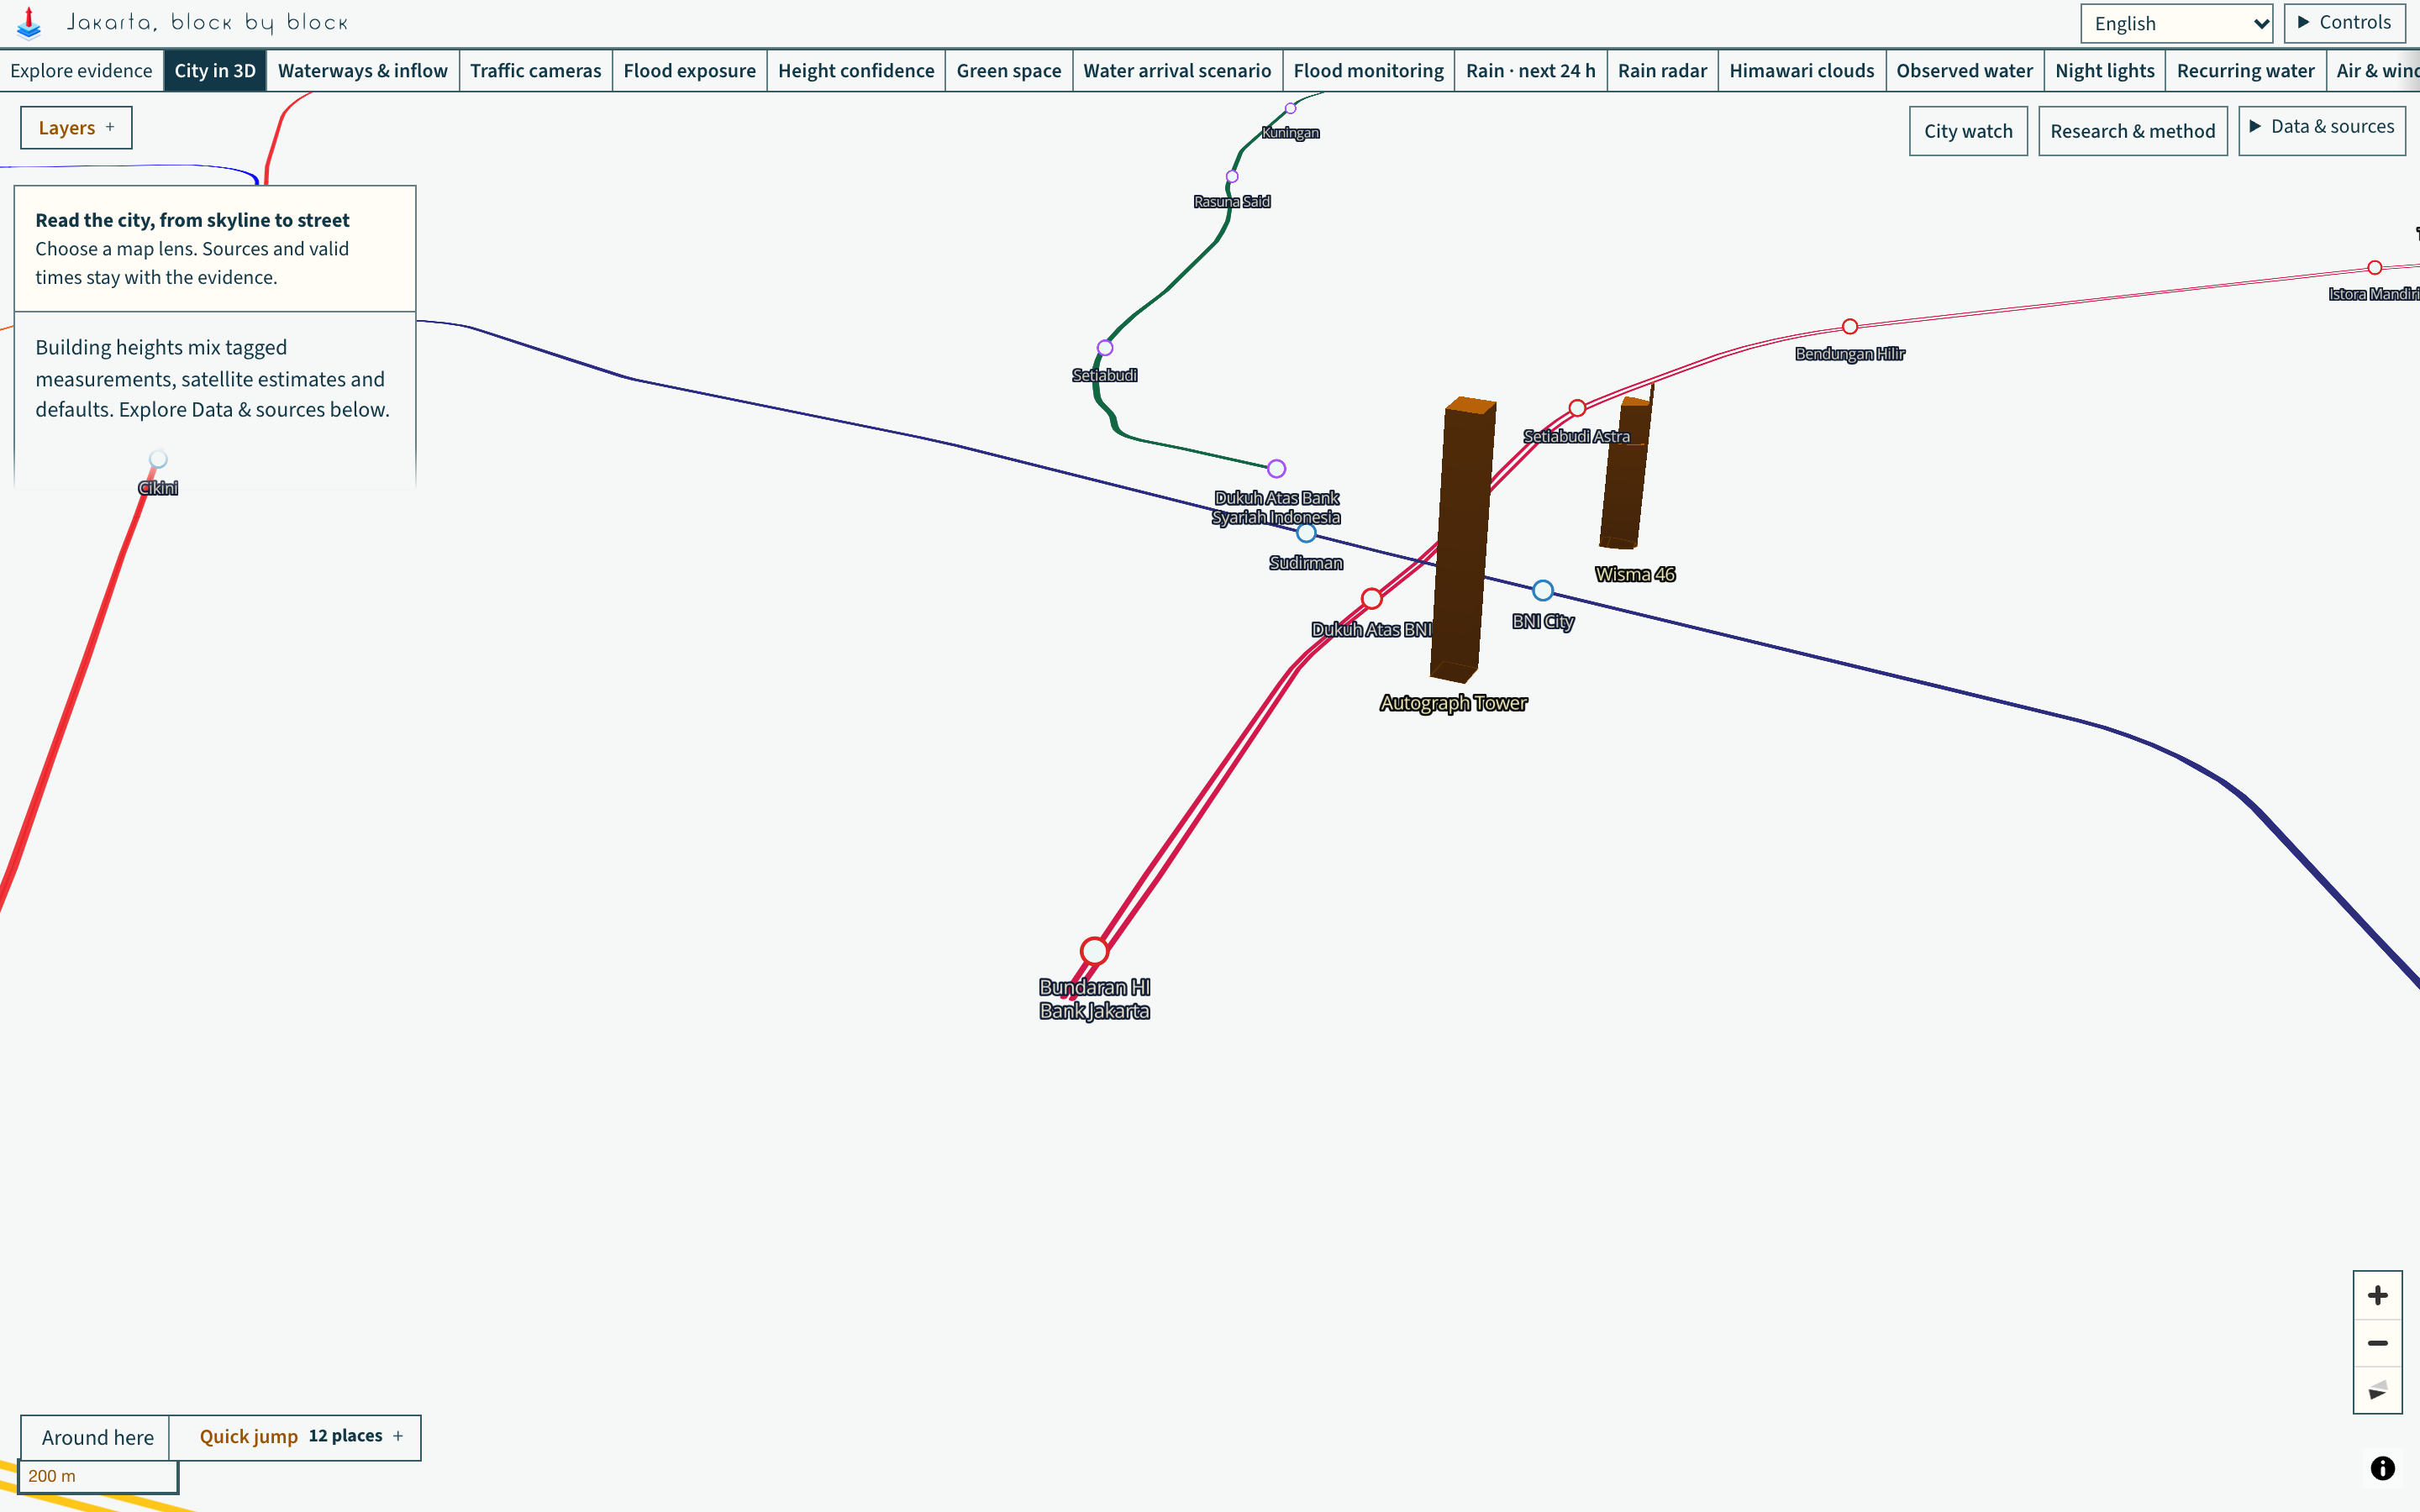 Jakarta, block by block
English
Controls
Explore evidence
City in 3D
Waterways & inflow
Traffic cameras
Flood exposure
Height confidence
Green space
Water arrival scenario
Flood monitoring
Rain · next 24 h
Rain radar
Himawari clouds
Observed water
Night lights
Recurring water
Air &
Layers +
City watch
Research & method
Data & sources
Read the city, from skyline to street
Choose a map lens. Sources and valid
times stay with the evidence.
Building heights mix tagged
measurements, satellite estimates and
defaults. Explore Data & sources below.
Kuningan
Rasuna Said
Istora Mandiri
Bendungan Hilir
Setiabudi
Setiabudi Astra
Cikini
Dukuh Atas Bank
Syariah Indonesia
Sudirman
Wisma 46
BNI City
Dukuh Atas BNI
Autograph Tower
Bundaran HI
Bank Jakarta
Around here
Quick jump 12 places +
200 m